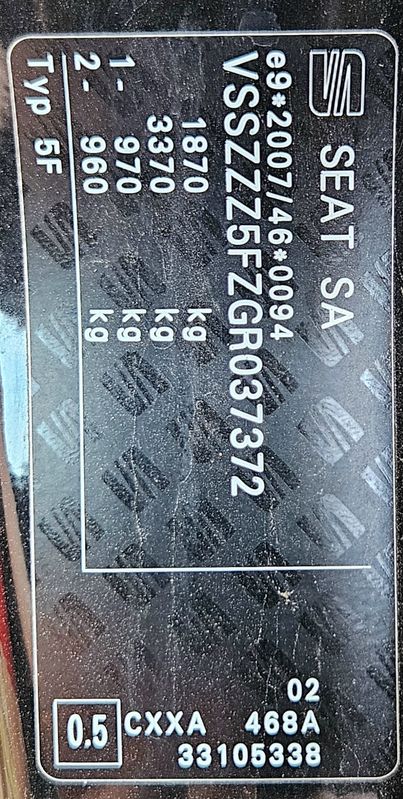 SEAT SA
e9*2007/46*0094
VSSZZZ5FZGR037372
1870 kg
3370 kg
1- 970 kg
2- 960 kg
Typ 5F
02
468A
33105338
CXXA
0.5